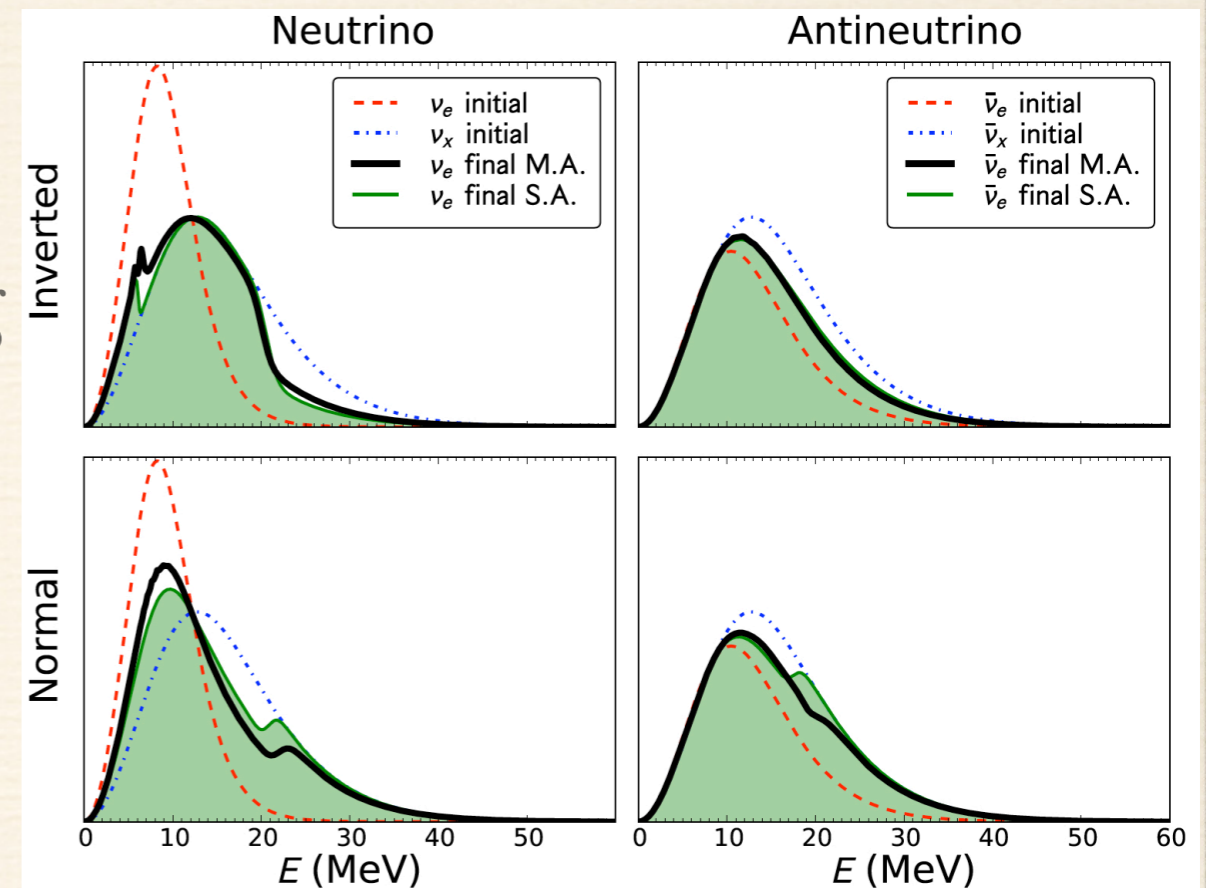 Neutrino
Antineutrino
Inverted
νe initial
νx initial
νe final M.A.
νe final S.A.
ν̄e initial
ν̄x initial
ν̄e final M.A.
ν̄e final S.A.
Normal
0 10 20 30 40 50
0 10 20 30 40 50 60
E (MeV)
E (MeV)